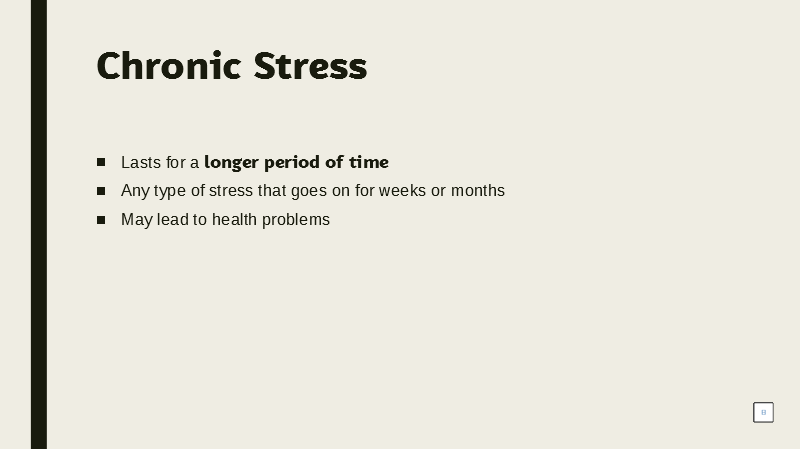 Chronic Stress
Lasts for a longer period of time
Any type of stress that goes on for weeks or months
May lead to health problems